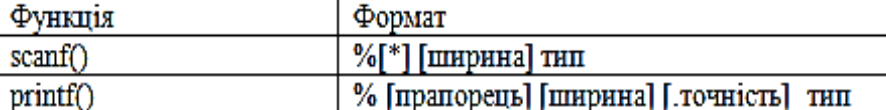 Функція Формат
scanf() %[*] [ширина] тип
printf() % [прапорець] [ширина] [.точність] тип